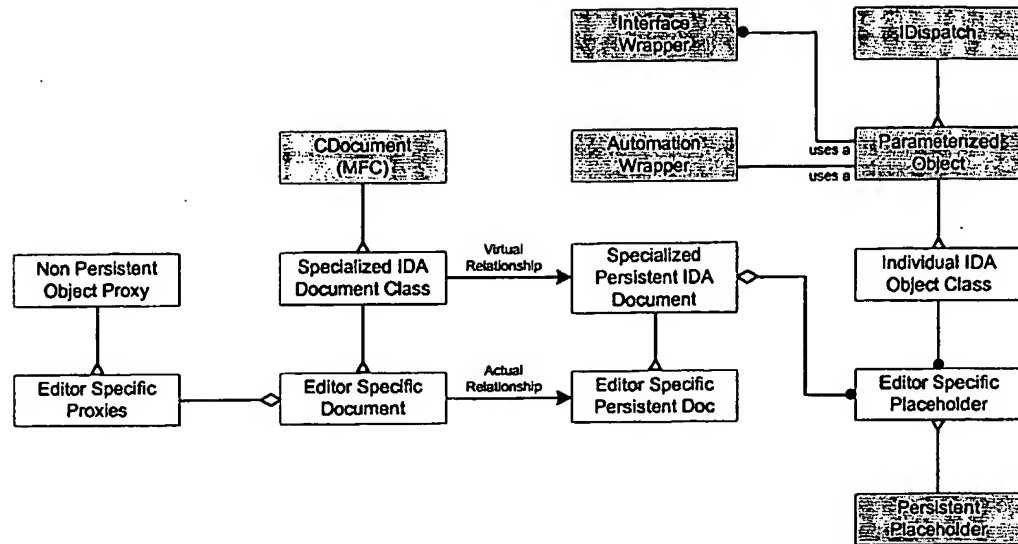 Interface
Wrapper
IDispatch
CDocument
(MFC)
Automation
Wrapper
uses a
uses a
Parameterized
Object
Non Persistent
Object Proxy
Specialized IDA
Document Class
Virtual
Relationship
Specialized
Persistent IDA
Document
Individual IDA
Object Class
Editor Specific
Proxies
Editor Specific
Document
Actual
Relationship
Editor Specific
Persistent Doc
Editor Specific
Placeholder
Persistent
Placeholder